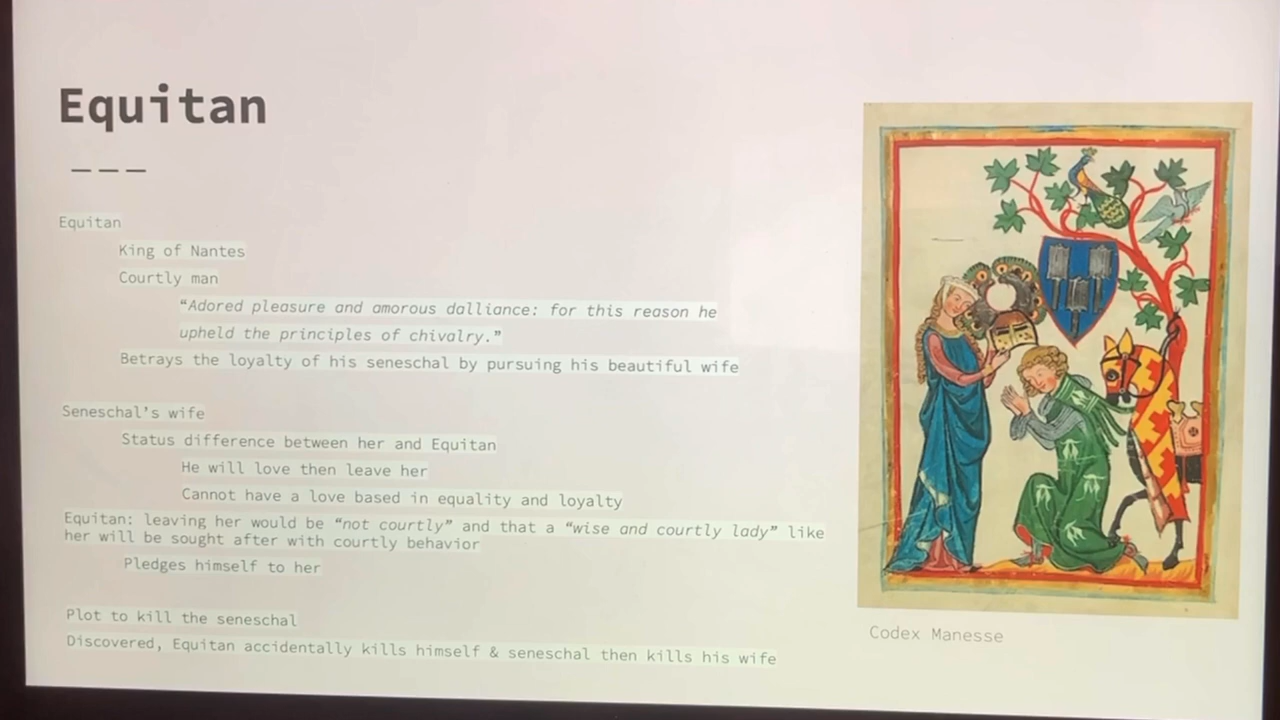 Equitan
___
Equitan
King of Nantes
Courtly man
“Adored pleasure and amorous dalliance: for this reason he
upheld the principles of chivalry.”
Betrays the loyalty of his seneschal by pursuing his beautiful wife
Seneschal’s wife
Status difference between her and Equitan
He will love then leave her
Cannot have a love based in equality and loyalty
Equitan: leaving her would be “not courtly” and that a “wise and courtly lady” like
her will be sought after with courtly behavior
Pledges himself to her
Plot to kill the seneschal
Discovered, Equitan accidentally kills himself & seneschal then kills his wife
Codex Manesse